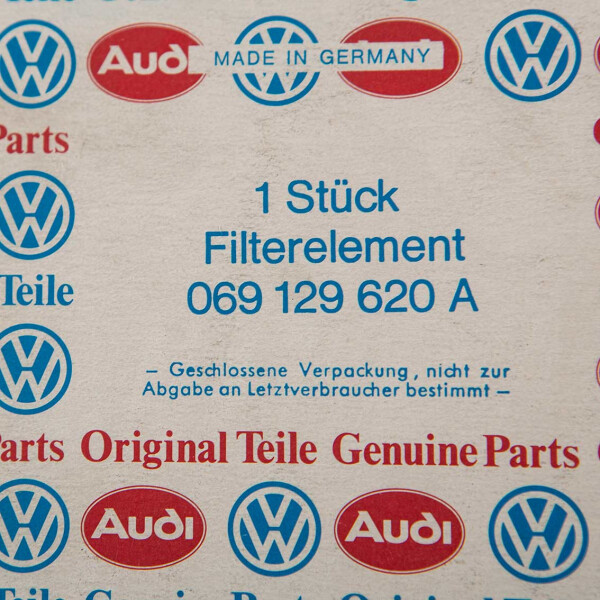 Audi MADE IN GERMANY
Parts
1 Stück
Filterelement
069 129 620 A
Teile
– Geschlossene Verpackung, nicht zur
Abgabe an Letztverbraucher bestimmt –
arts Original Teile Genuine Parts
Audi Audi